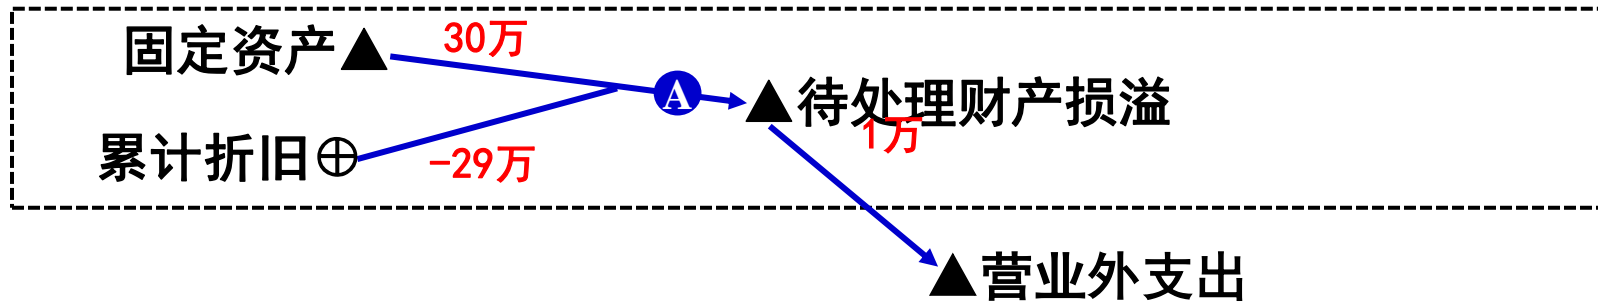 固定资产▲ 30万
A
▲待处理财产损溢
累计折旧⊕ -29万
1万
▲营业外支出